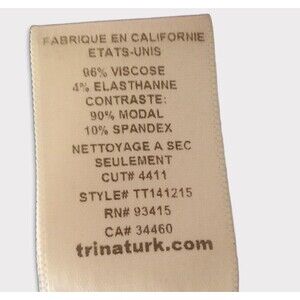 FABRIQUE EN CALIFORNIE
ETATS-UNIS
96% VISCOSE
4% ELASTHANNE
CONTRASTE:
90% MODAL
10% SPANDEX
NETTOYAGE A SEC
SEULEMENT
CUT# 4411
STYLE# TT141215
RN# 93415
CA# 34460
trinaturk.com